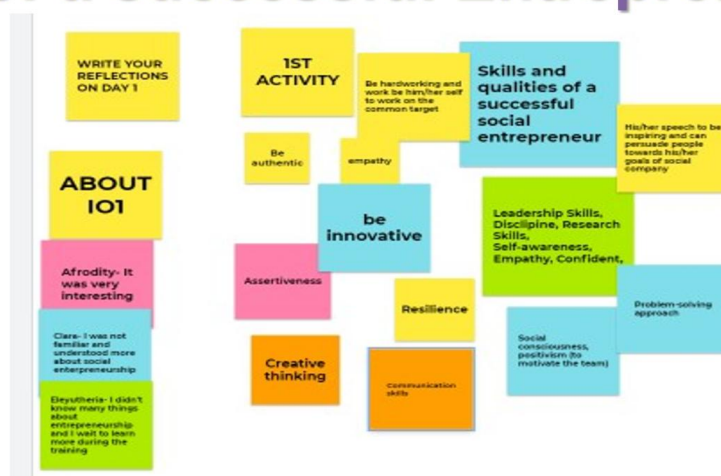 WRITE YOUR
REFLECTIONS
ON DAY 1
ABOUT
IO1
Afrodity- It
was very
interesting
Clara- I was not
familiar and
understood more
about social
enterpreneurship
Eleyutheria- I didn't
know many things
about
entrepreneurship
and I wait to learn
more during the
training
1ST
ACTIVITY
Be hardworking and
work be him/her self
to work on the
common target
Skills and
qualities of a
successful
social
entrepreneur
His/her speech to be
inspiring and can
persuade people
towards his/her
goals of social
company
Be
authentic
empathy
be
innovative
Leadership Skills,
Discliipine, Research
Skills,
Self-awareness,
Empathy, Confident,
Assertiveness
Resilience
Problem-solving
approach
Creative
thinking
Communication
skills
Social
consciousness,
positivism (to
motivate the team)